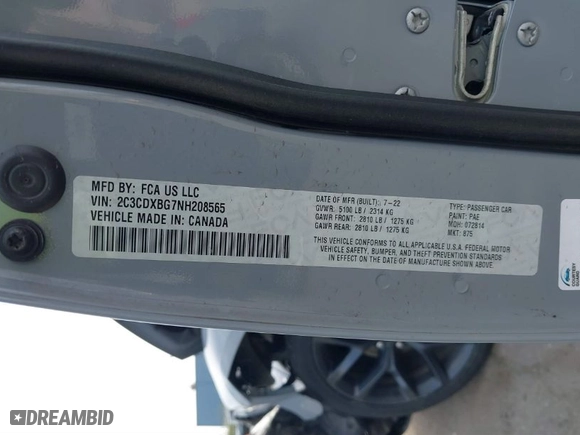 MFD BY: FCA US LLC
VIN: 2C3CDXBG7NH208565
VEHICLE MADE IN: CANADA
DATE OF MFR (BUILT): 7-22
GVWR: 5100 LB / 2314 KG
GAWR FRONT: 2810 LB / 1275 KG
GAWR REAR: 2810 LB / 1275 KG
TYPE: PASSENGER CAR
PAINT: PAE
MDH: 072814
MKT: 875
THIS VEHICLE CONFORMS TO ALL APPLICABLE U.S.A. FEDERAL MOTOR
VEHICLE SAFETY, BUMPER, AND THEFT PREVENTION STANDARDS
IN EFFECT ON THE DATE OF MANUFACTURE SHOWN ABOVE.
COURTESY
GUARD
DREAMBID